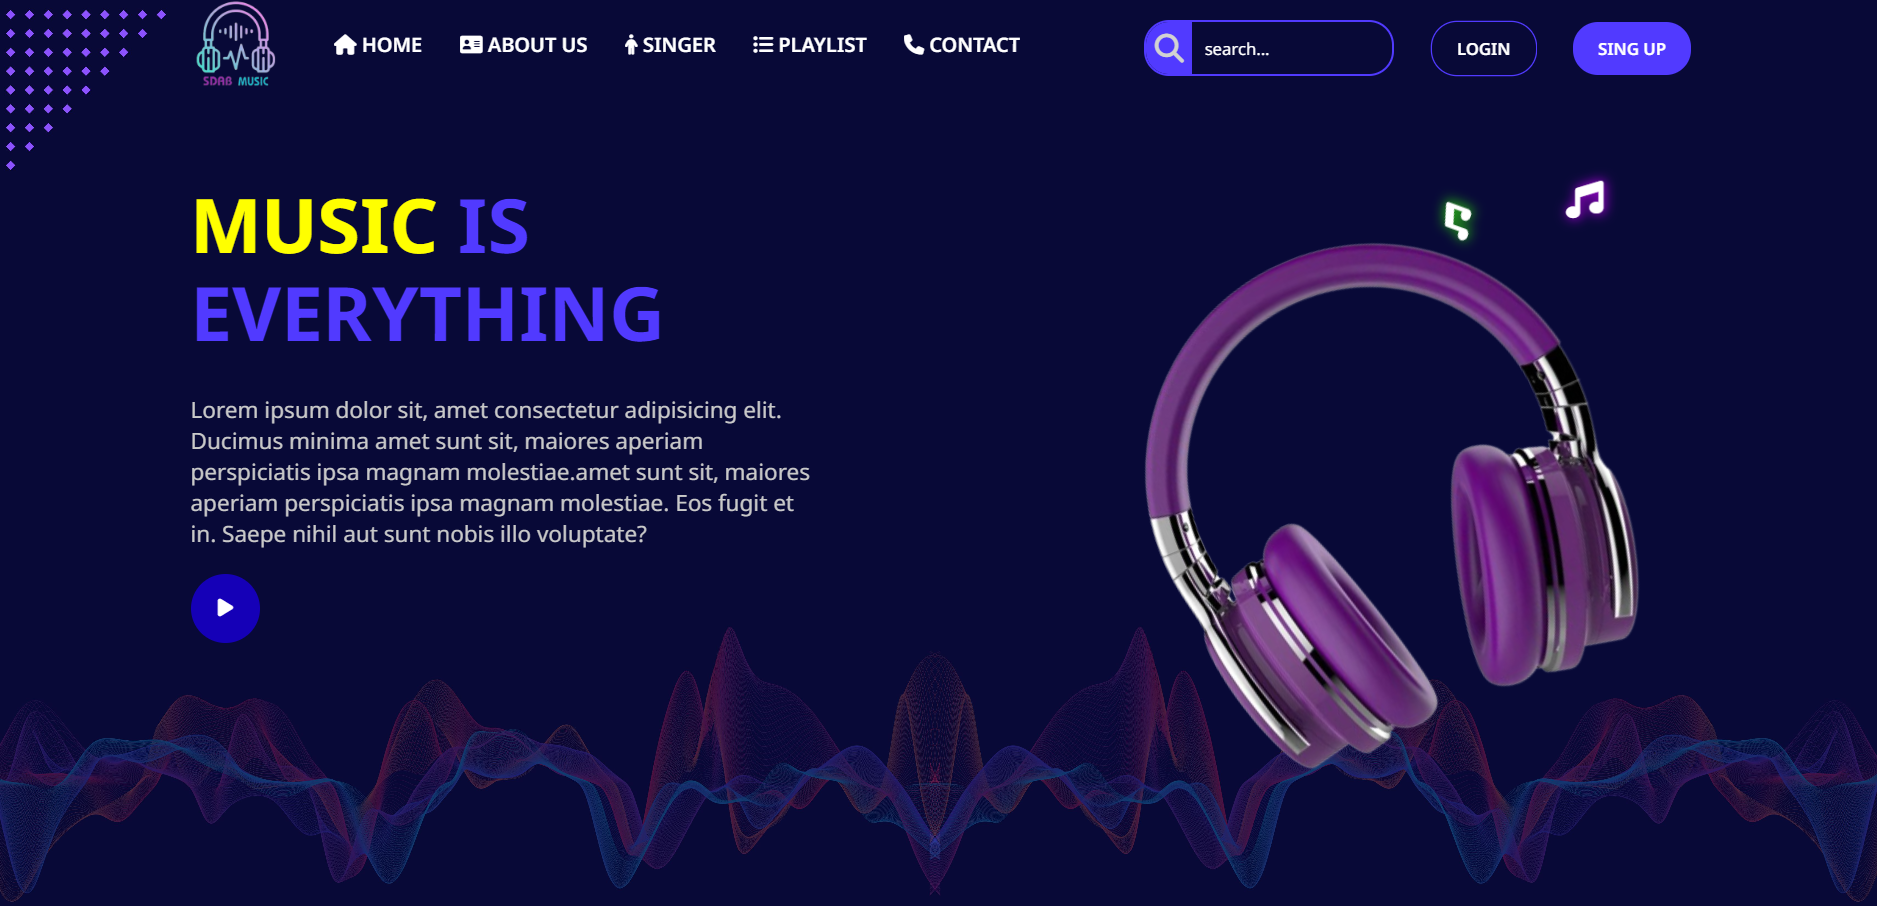 SDAB MUSIC
HOME ABOUT US SINGER PLAYLIST CONTACT
search...
LOGIN
SING UP
MUSIC IS
EVERYTHING
Lorem ipsum dolor sit, amet consectetur adipisicing elit.
Ducimus minima amet sunt sit, maiores aperiam
perspiciatis ipsa magnam molestiae.amet sunt sit, maiores
aperiam perspiciatis ipsa magnam molestiae. Eos fugit et
in. Saepe nihil aut sunt nobis illo voluptate?